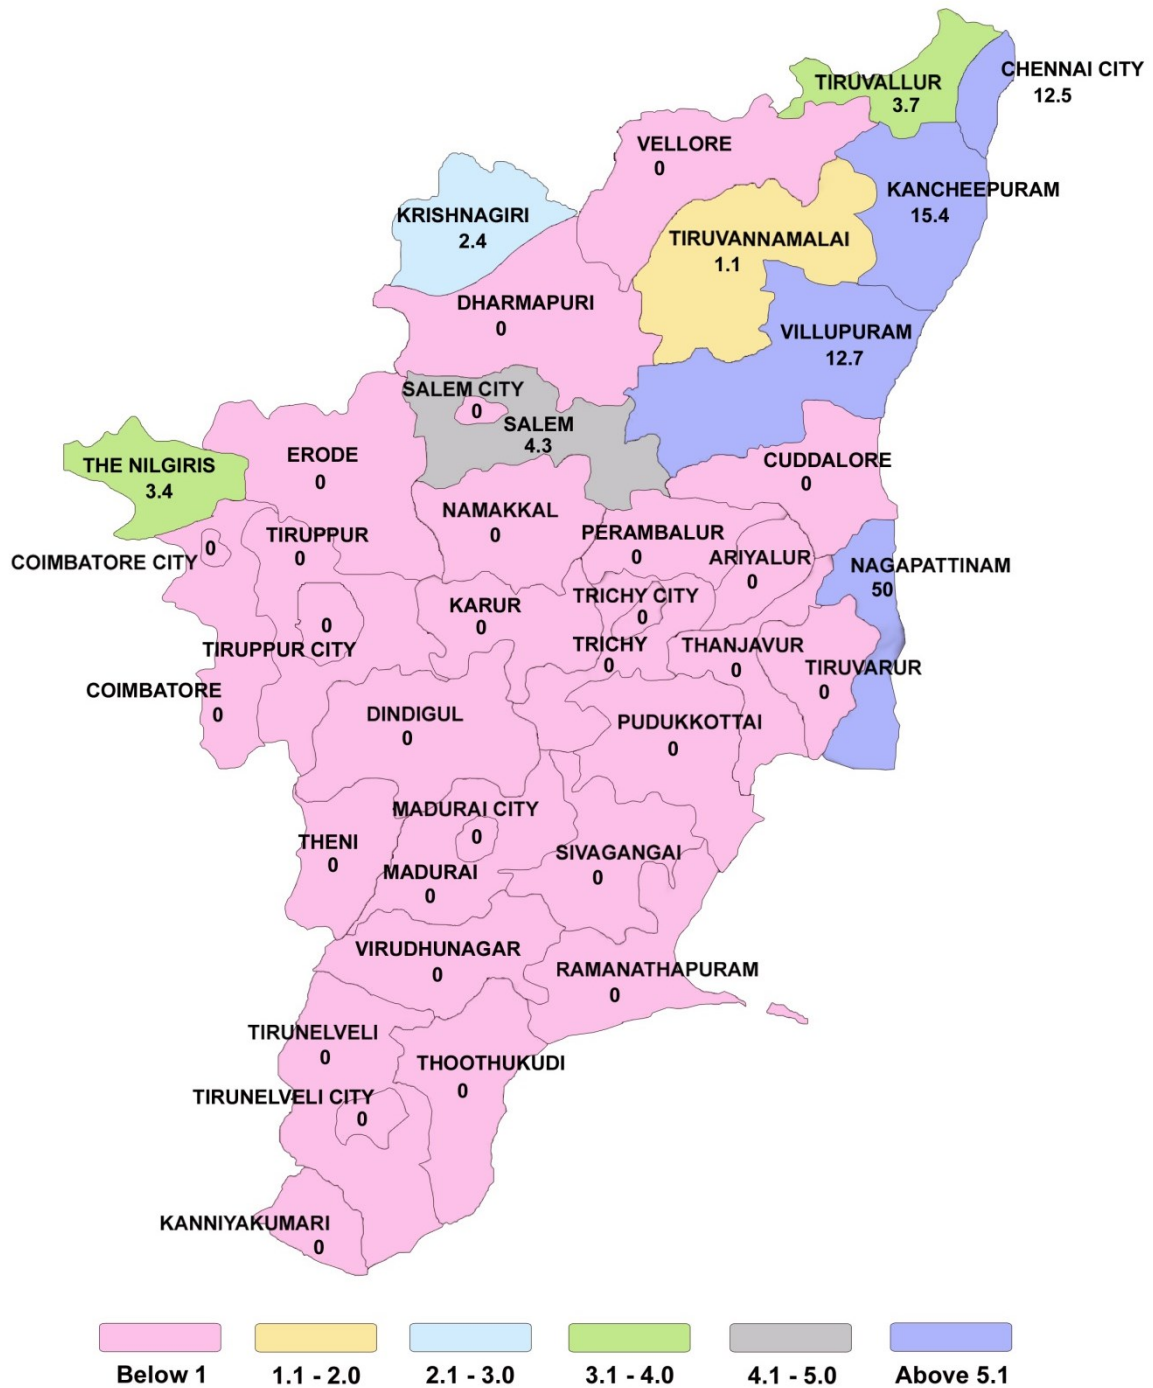 CHENNAI CITY
12.5
TIRUVALLUR
3.7
VELLORE
0
KANCHEEPURAM
15.4
KRISHNAGIRI
2.4
TIRUVANNAMALAI
1.1
DHARMAPURI
0
VILLUPURAM
12.7
SALEM CITY
0
SALEM
4.3
ERODE
0
THE NILGIRIS
3.4
CUDDALORE
0
NAMAKKAL
0
PERAMBALUR
0
TIRUPPUR
0
COIMBATORE CITY
0
ARIYALUR
0
NAGAPATTINAM
50
KARUR
0
TRICHY CITY
0
TIRUPPUR CITY
0
TRICHY
0
THANJAVUR
0
TIRUVARUR
0
COIMBATORE
0
DINDIGUL
0
PUDUKKOTTAI
0
MADURAI CITY
0
THENI
0
SIVAGANGAI
0
MADURAI
0
VIRUDHUNAGAR
0
RAMANATHAPURAM
0
TIRUNELVELI
0
THOOTHUKUDI
0
TIRUNELVELI CITY
0
KANNIYAKUMARI
0
Below 1
1.1 - 2.0
2.1 - 3.0
3.1 - 4.0
4.1 - 5.0
Above 5.1